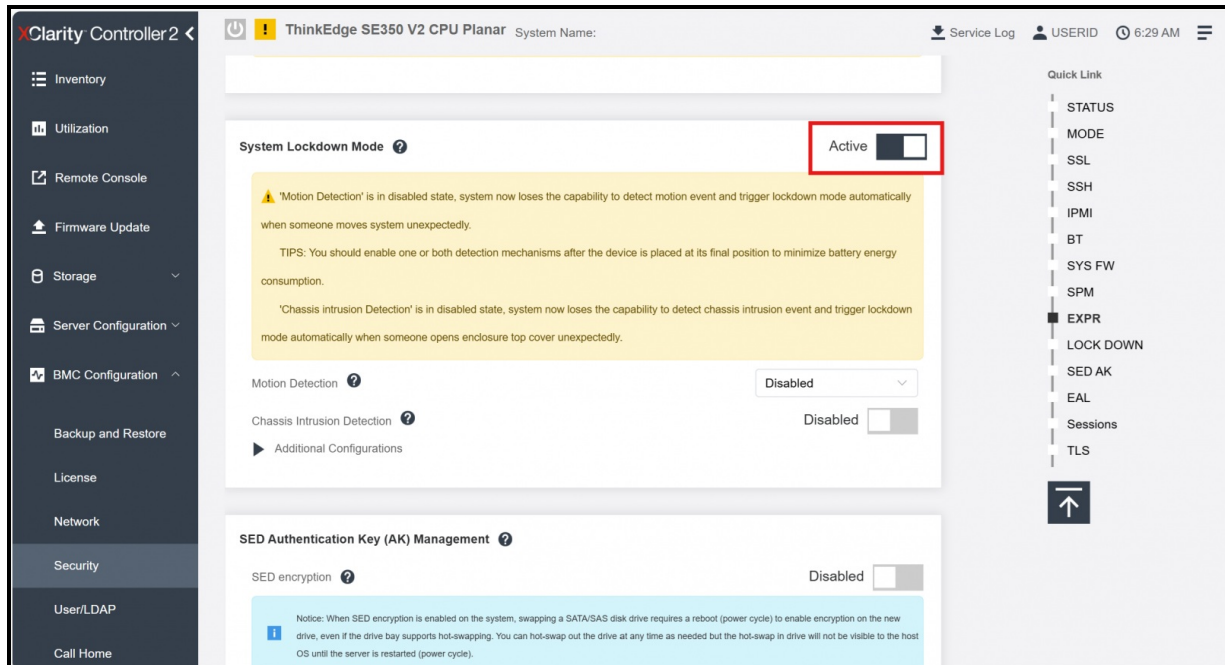 XClarity Controller 2
ThinkEdge SE350 V2 CPU Planar System Name:
Service Log
USERID
6:29 AM
Inventory
Utilization
Remote Console
Firmware Update
Storage
Server Configuration
BMC Configuration
Backup and Restore
License
Network
Security
User/LDAP
Call Home
System Lockdown Mode
Active
'Motion Detection' is in disabled state, system now loses the capability to detect motion event and trigger lockdown mode automatically
when someone moves system unexpectedly.
TIPS: You should enable one or both detection mechanisms after the device is placed at its final position to minimize battery energy
consumption.
'Chassis intrusion Detection' is in disabled state, system now loses the capability to detect chassis intrusion event and trigger lockdown
mode automatically when someone opens enclosure top cover unexpectedly.
Motion Detection
Disabled
Chassis Intrusion Detection
Disabled
Additional Configurations
SED Authentication Key (AK) Management
SED encryption
Disabled
Notice: When SED encryption is enabled on the system, swapping a SATA/SAS disk drive requires a reboot (power cycle) to enable encryption on the new
drive, even if the drive bay supports hot-swapping. You can hot-swap out the drive at any time as needed but the hot-swap in drive will not be visible to the host
OS until the server is restarted (power cycle).
Quick Link
STATUS
MODE
SSL
SSH
IPMI
BT
SYS FW
SPM
EXPR
LOCK DOWN
SED AK
EAL
Sessions
TLS